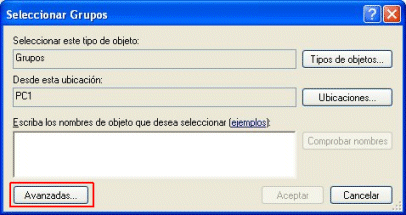 Seleccionar Grupos
Seleccionar este tipo de objeto:
Grupos
Tipos de objetos...
Desde esta ubicación:
PC1
Ubicaciones...
Escriba los nombres de objeto que desea seleccionar (ejemplos):
Comprobar nombres
Avanzadas...
Aceptar
Cancelar